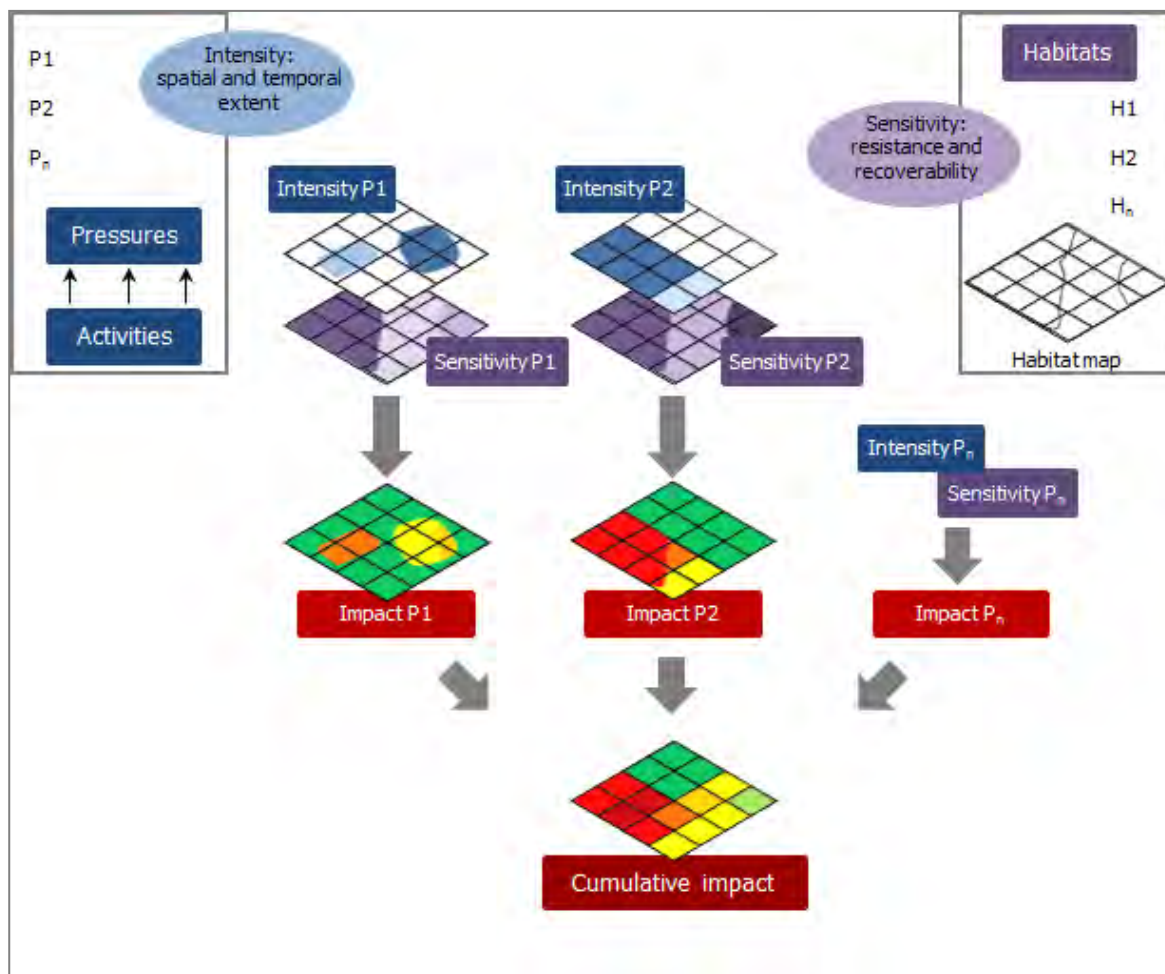 P1
P2
Pn
Intensity:
spatial and temporal
extent
Pressures
Activities
Habitats
H1
H2
Hn
Sensitivity:
resistance and
recoverability
Habitat map
Intensity P1
Sensitivity P1
Intensity P2
Sensitivity P2
Intensity Pn
Sensitivity Pn
Impact P1
Impact P2
Impact Pn
Cumulative impact